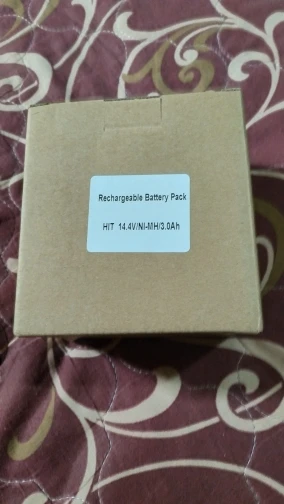 Rechargeable Battery Pack
HIT 14.4V/NI-MH/3.0Ah